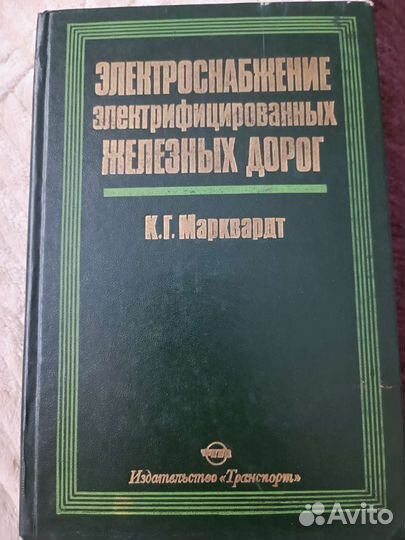 ЭЛЕКТРОСНАБЖЕНИЕ
электрифицированных
ЖЕЛЕЗНЫХ ДОРОГ
К.Г. Марквардт
Издательство «Транспорт»
Avito